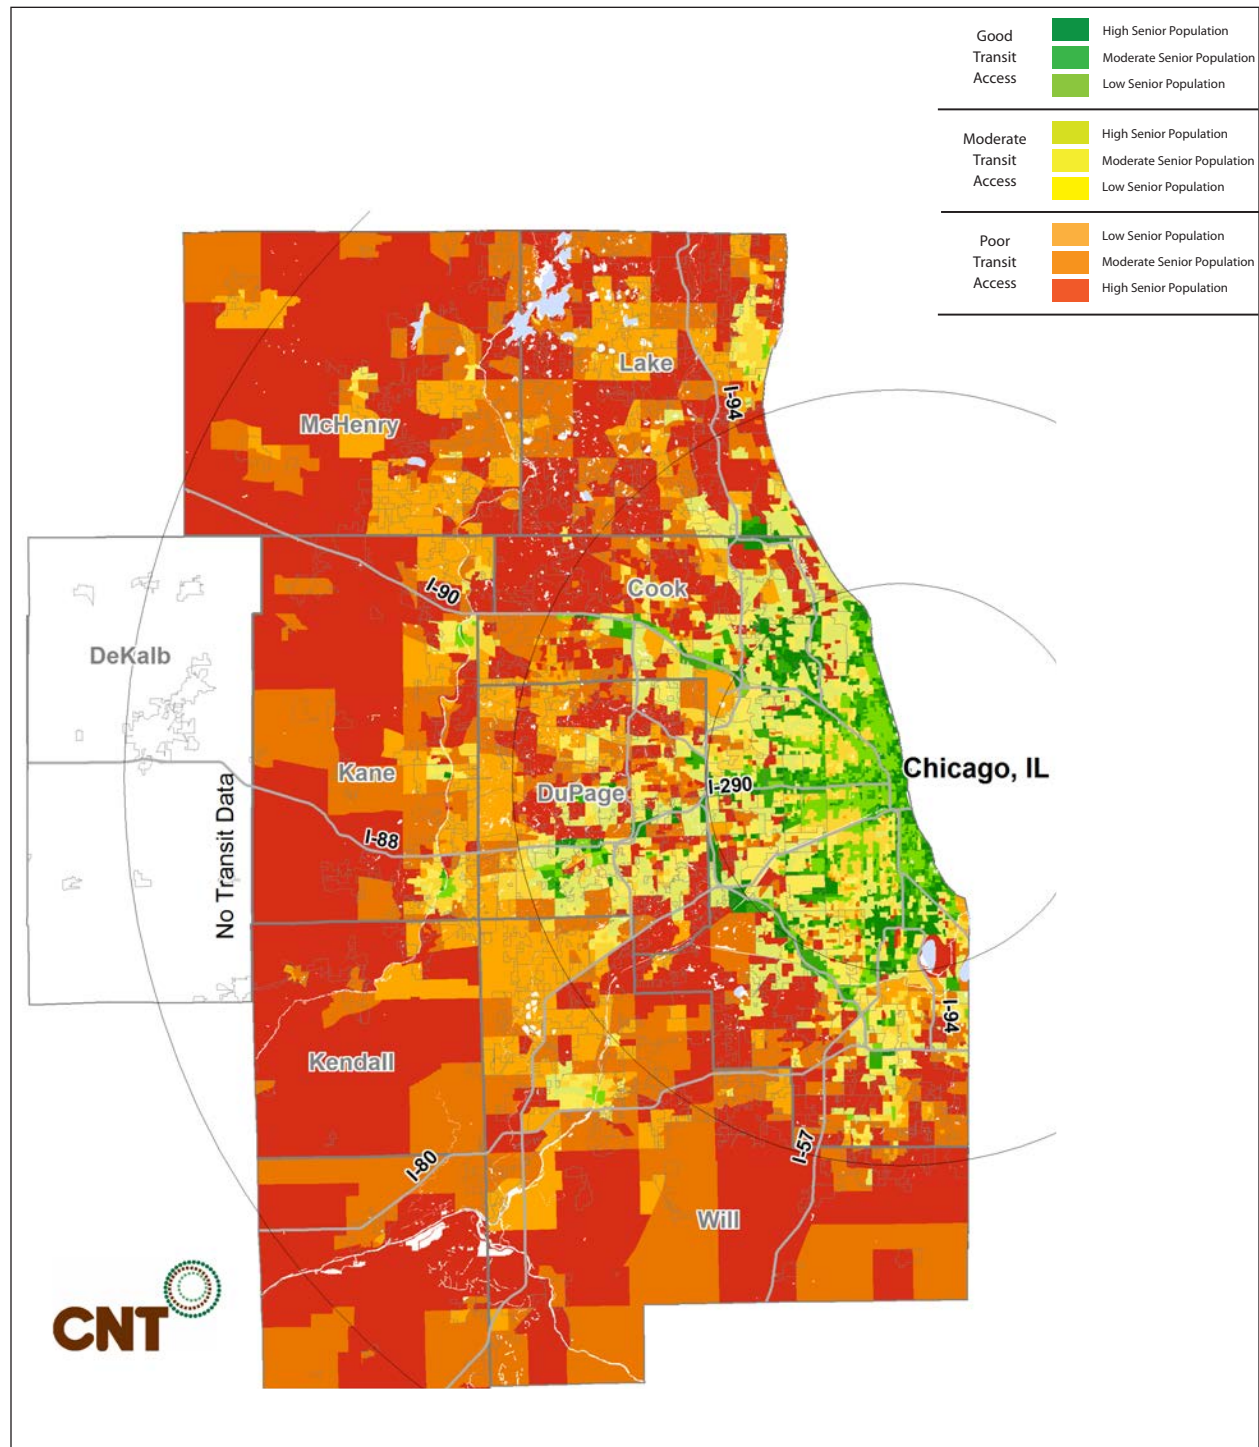 Good
Transit
Access
High Senior Population
Moderate Senior Population
Low Senior Population
Moderate
Transit
Access
High Senior Population
Moderate Senior Population
Low Senior Population
Poor
Transit
Access
Low Senior Population
Moderate Senior Population
High Senior Population
Lake
I-94
McHenry
I-90
Cook
DeKalb
Kane
DuPage
I-290
Chicago, IL
No Transit Data
I-88
I-94
Kendall
I-80
I-57
Will
CNT